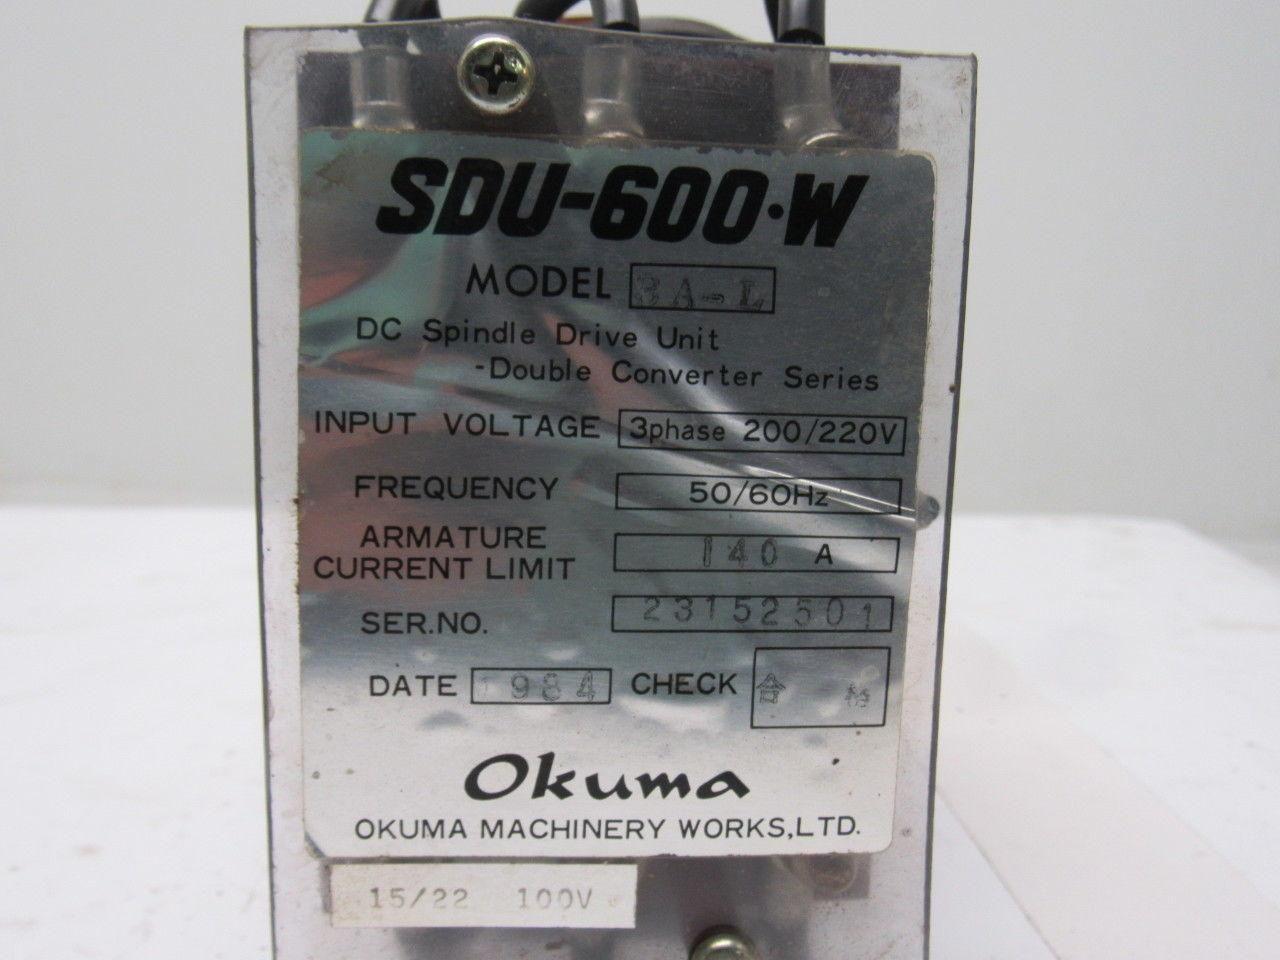 SDU-600·W
MODEL 3A-L
DC Spindle Drive Unit
-Double Converter Series
INPUT VOLTAGE 3phase 200/220V
FREQUENCY 50/60Hz
ARMATURE
CURRENT LIMIT 140 A
SER.NO. 23152501
DATE 1984 CHECK
Okuma
OKUMA MACHINERY WORKS,LTD.
15/22 100V